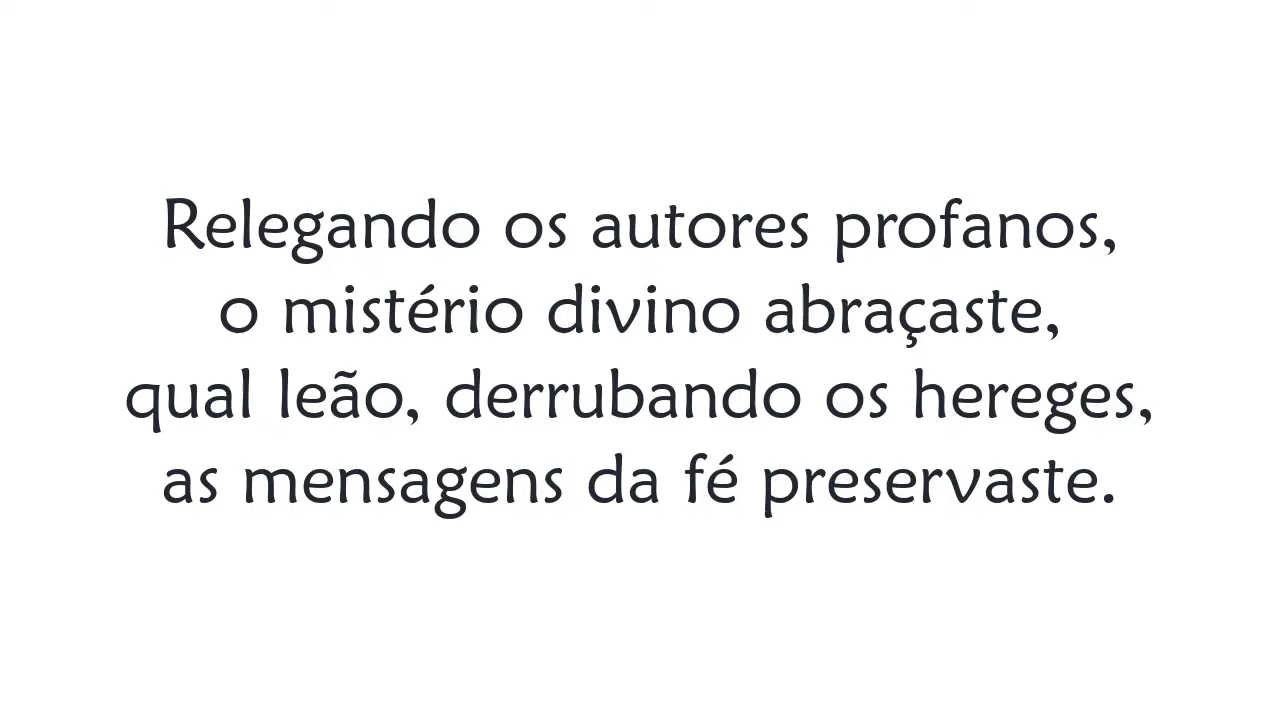 Relegando os autores profanos,
o mistério divino abraçaste,
qual leão, derrubando os hereges,
as mensagens da fé preservaste.